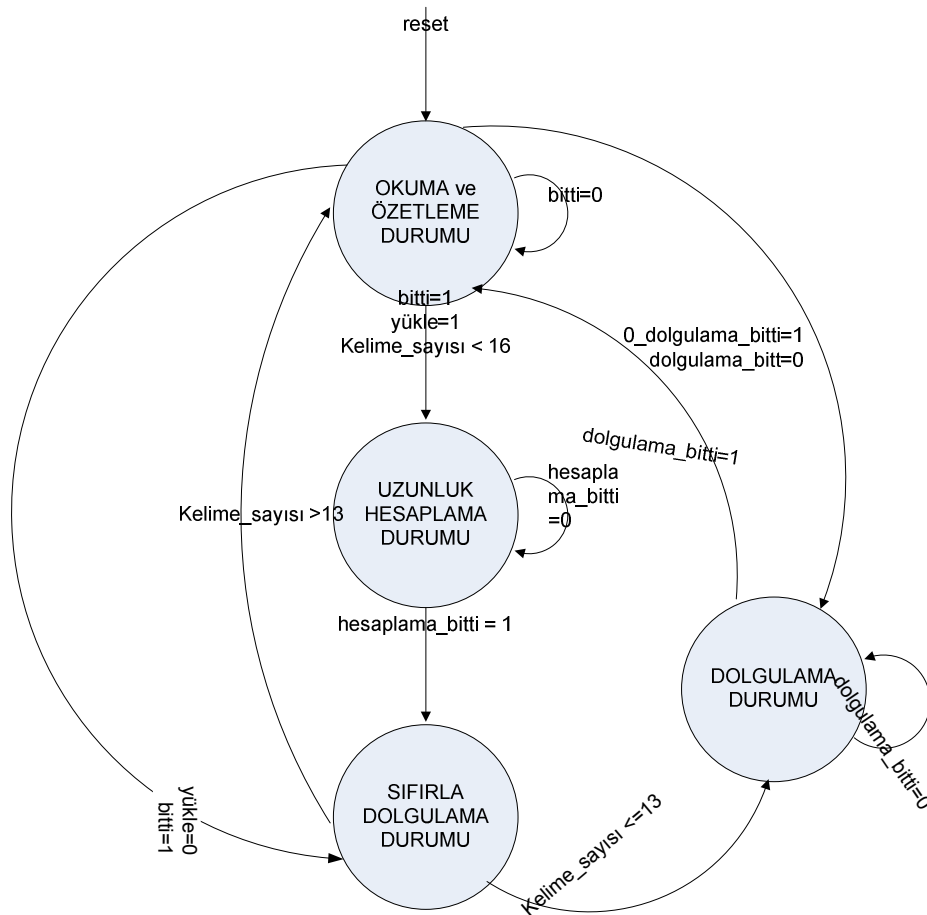 reset
OKUMA ve
ÖZETLEME
DURUMU
bitti=0
bitti=1
yükle=1
Kelime_sayısı < 16
0_dolgulama_bitti=1
dolgulama_bitt=0
dolgulama_bitti=1
UZUNLUK
HESAPLAMA
DURUMU
hesapla
ma_bitti
=0
Kelime_sayısı >13
hesaplama_bitti = 1
DOLGULAMA
DURUMU
dolgulama_bitti=0
SIFIRLA
DOLGULAMA
DURUMU
yükle=0
bitti=1
Kelime_sayısı <=13